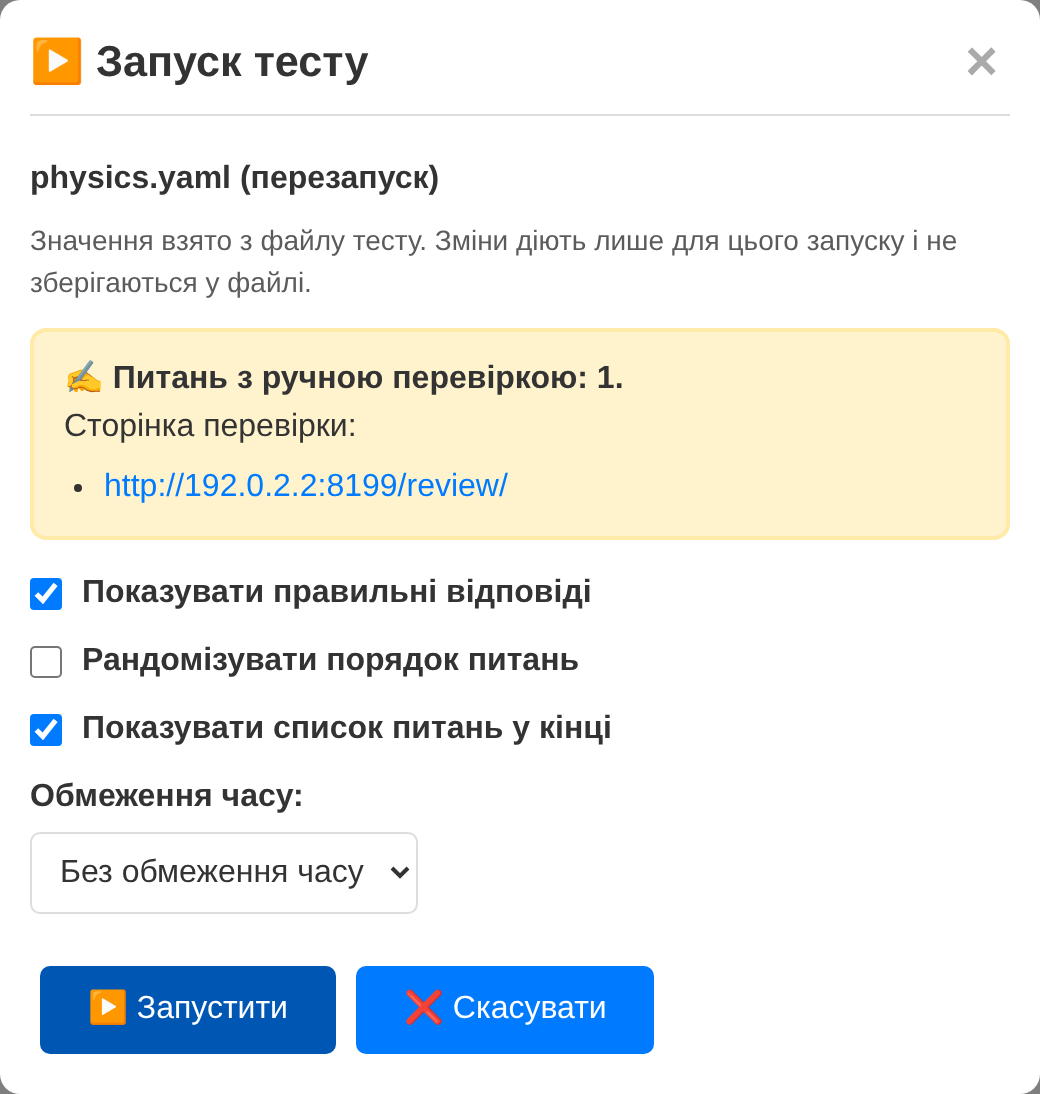 ▶️ Запуск тесту ✕
physics.yaml (перезапуск)
Значення взято з файлу тесту. Зміни діють лише для цього запуску і не
зберігаються у файлі.
✍️ Питань з ручною перевіркою: 1.
Сторінка перевірки:
• http://192.0.2.2:8199/review/
Показувати правильні відповіді
Рандомізувати порядок питань
Показувати список питань у кінці
Обмеження часу:
Без обмеження часу
▶️ Запустити ❌ Скасувати